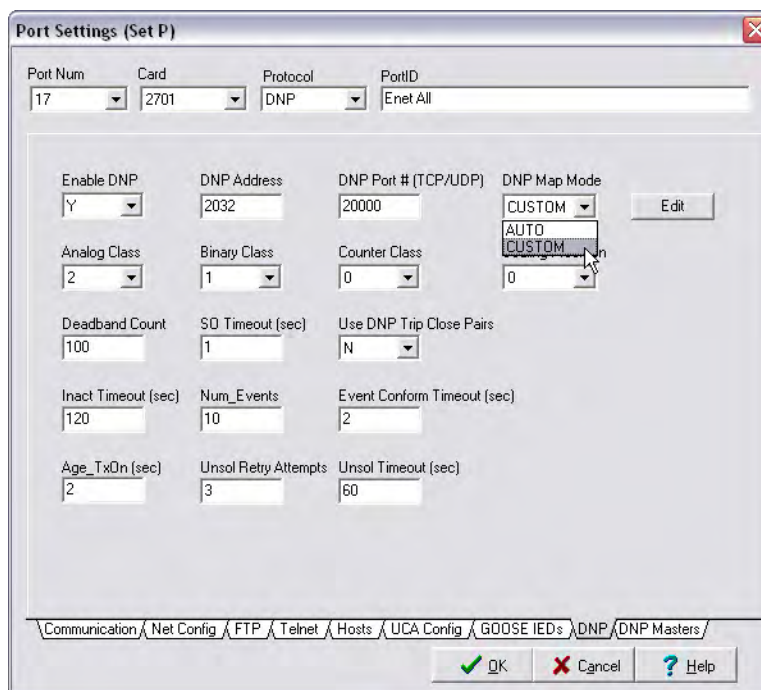 Port Settings (Set P)
Port Num Card Protocol PortID
17 2701 DNP Enet All
Enable DNP DNP Address DNP Port # (TCP/UDP) DNP Map Mode
Y 2032 20000 CUSTOM Edit
AUTO
CUSTOM
Analog Class Binary Class Counter Class
2 1 0 0
Deadband Count SO Timeout (sec) Use DNP Trip Close Pairs
100 1 N
Inact Timeout (sec) Num_Events Event Conform Timeout (sec)
120 10 2
Age_TxOn (sec) Unsol Retry Attempts Unsol Timeout (sec)
2 3 60
Communication Net Config FTP Telnet Hosts UCA Config GOOSE IEDs DNP DNP Masters
OK Cancel Help